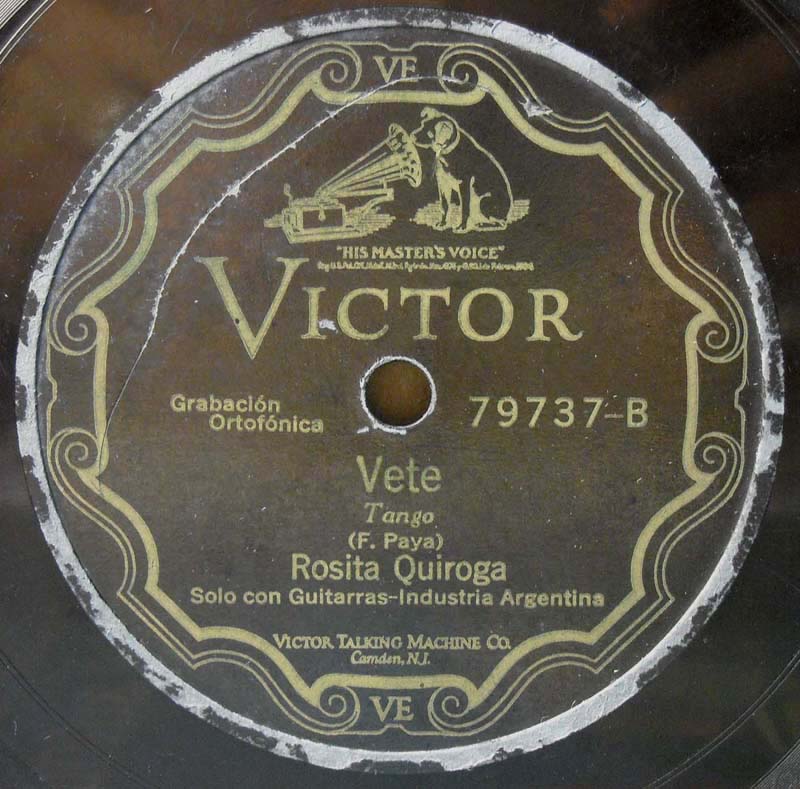 VE
"HIS MASTER'S VOICE"
VICTOR
Grabación
Ortofónica
79737-B
Vete
Tango
(F. Paya)
Rosita Quiroga
Solo con Guitarras-Industria Argentina
VICTOR TALKING MACHINE CO.
Camden, N.J.
VE